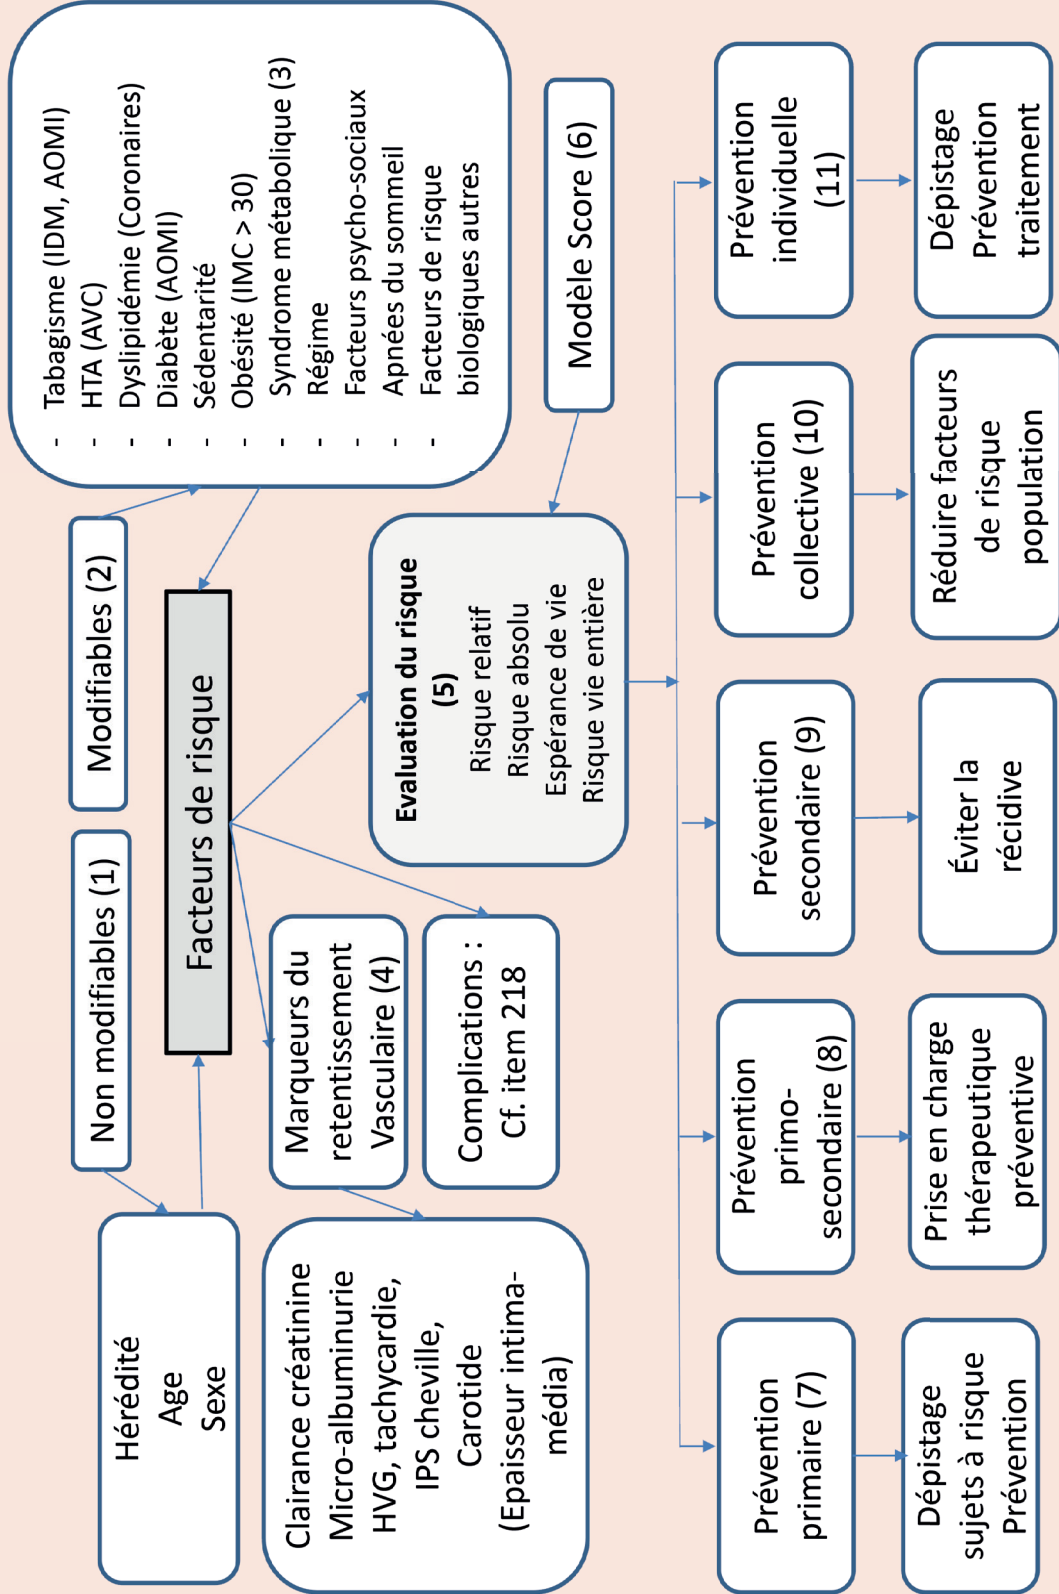 Non modifiables (1)
Modifiables (2)
Hérédité
Age
Sexe
Facteurs de risque
- Tabagisme (IDM, AOMI)
- HTA (AVC)
- Dyslipidémie (Coronaires)
- Diabète (AOMI)
- Sédentarité
- Obésité (IMC > 30)
- Syndrome métabolique (3)
- Régime
- Facteurs psycho-sociaux
- Apnées du sommeil
- Facteurs de risque
biologiques autres
Clairance créatinine
Micro-albuminurie
HVG, tachycardie,
IPS cheville,
Carotide
(Epaisseur intima-
média)
Marqueurs du
retentissement
Vasculaire (4)
Complications :
Cf. item 218
Evaluation du risque
(5)
Risque relatif
Risque absolu
Espérance de vie
Risque vie entière
Modèle Score (6)
Prévention
primaire (7)
Prévention
primo-
secondaire (8)
Prévention
secondaire (9)
Prévention
collective (10)
Prévention
individuelle
(11)
Dépistage
sujets à risque
Prévention
Prise en charge
thérapeutique
préventive
Éviter la
récidive
Réduire facteurs
de risque
population
Dépistage
Prévention
traitement